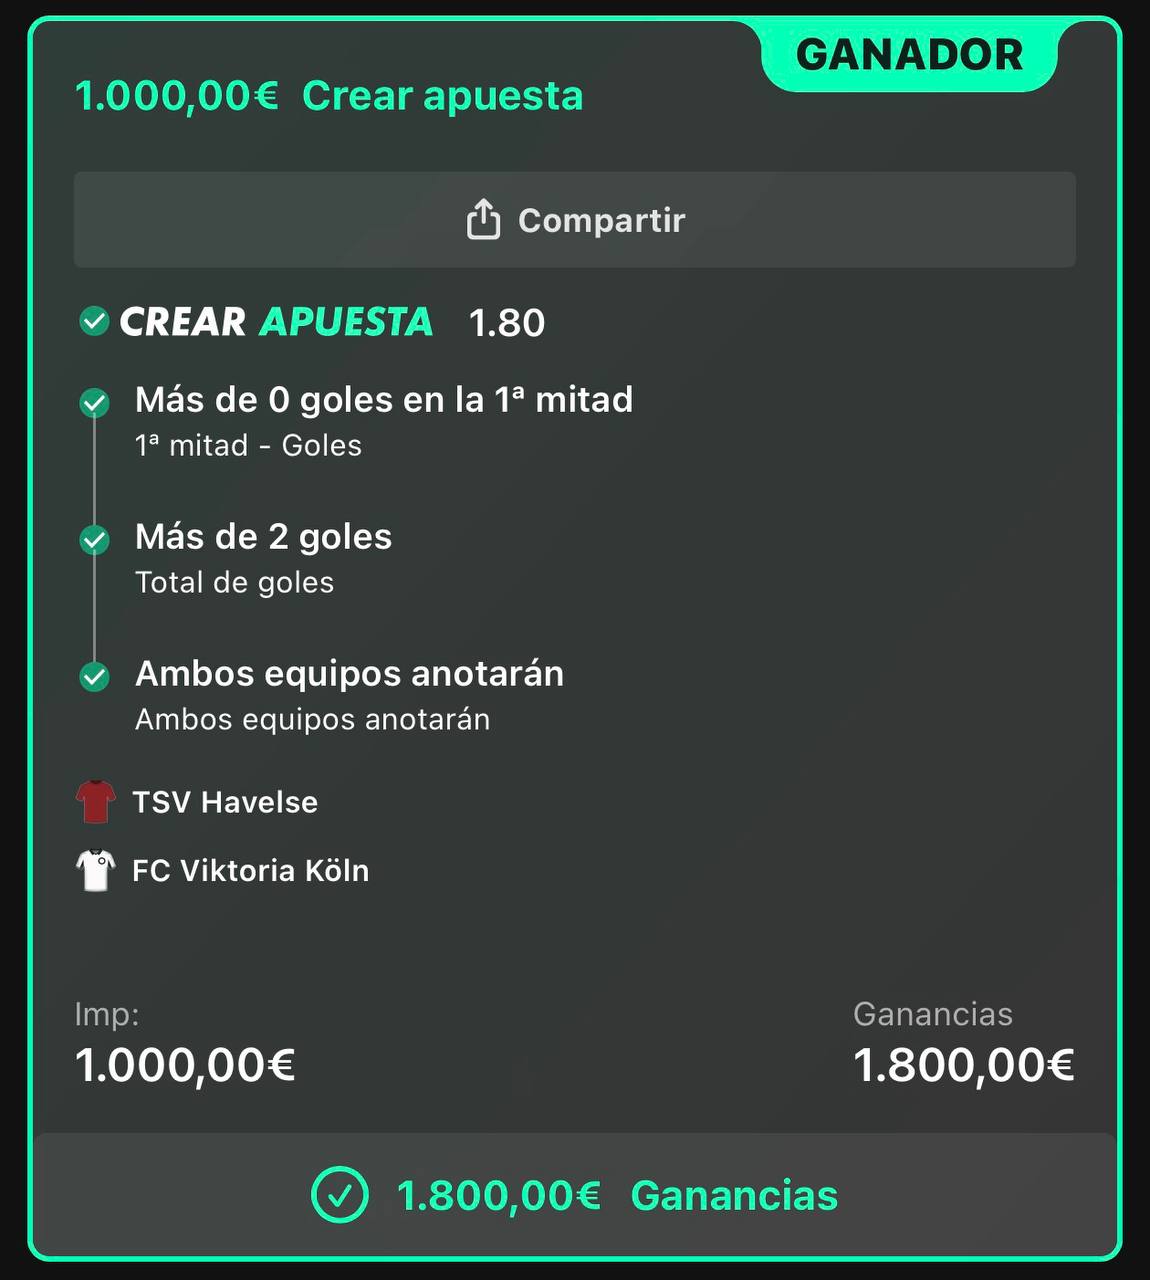 GANADOR
1.000,00€ Crear apuesta
Compartir
CREAR APUESTA 1.80
Más de 0 goles en la 1ª mitad
1ª mitad - Goles
Más de 2 goles
Total de goles
Ambos equipos anotarán
Ambos equipos anotarán
TSV Havelse
FC Viktoria Köln
Imp: Ganancias
1.000,00€ 1.800,00€
1.800,00€ Ganancias